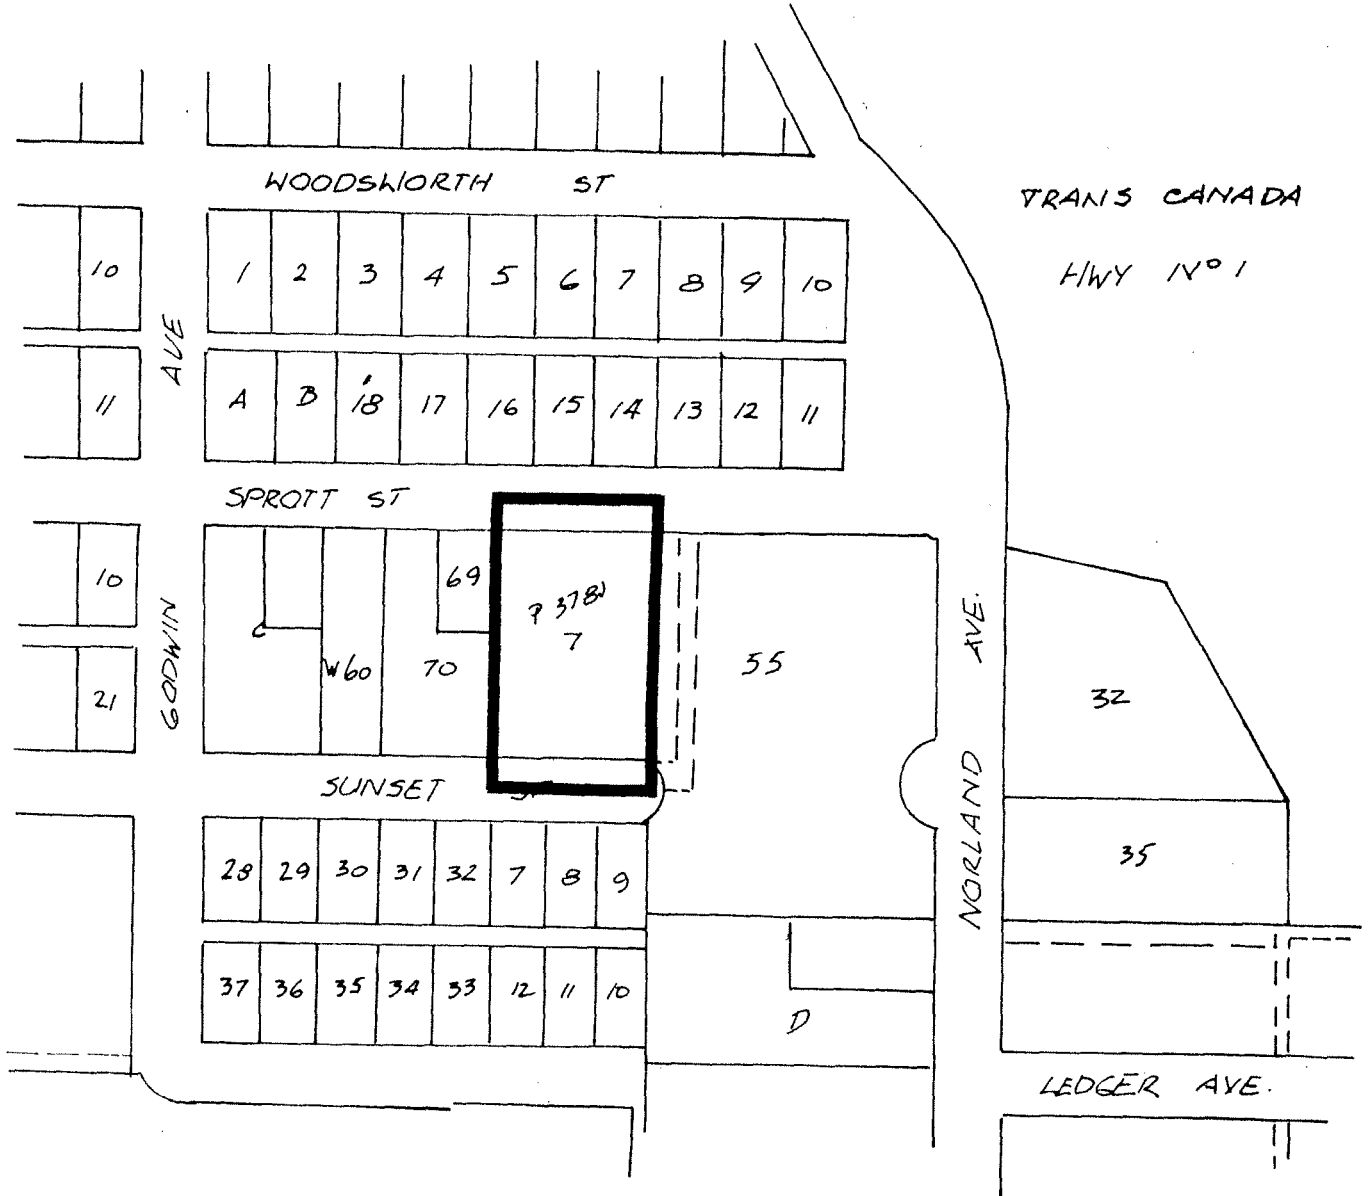 WOODSWORTH ST
TRANS CANADA
HWY Nº 1
10 1 2 3 4 5 6 7 8 9 10
AVE
11 A B 18 17 16 15 14 13 12 11
SPROTT ST
10 69 P 378
7
GODWIN
C
21 W60 70 55
AVE.
32
SUNSET
NORLAND
28 29 30 31 32 7 8 9
35
37 36 35 34 33 12 11 10
D
LEDGER AVE.